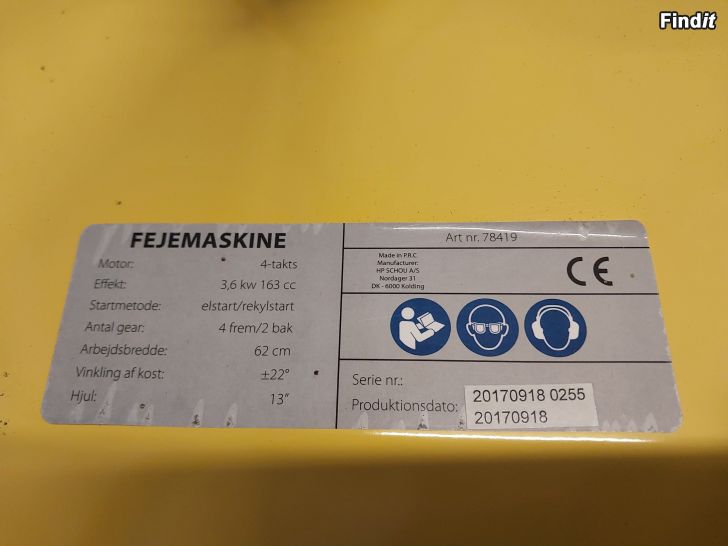 Findit
FEJEMASKINE
Motor: 4-takts
Effekt: 3,6 kw 163 cc
Startmetode: elstart/rekylstart
Antal gear: 4 frem/2 bak
Arbejdsbredde: 62 cm
Vinkling af kost: ±22°
Hjul: 13”
Art nr. 78419
Made in P.R.C
Manufacturer:
HP SCHOU A/S
Nordager 31
DK - 6000 Kolding
CE
Serie nr.: 20170918 0255
Produktionsdato: 20170918